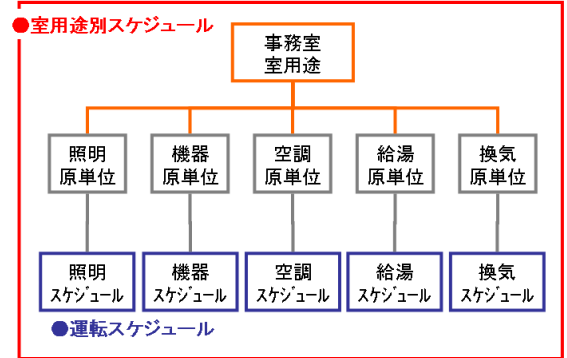 ●室用途別スケジュール
事務室
室用途
照明
原単位
機器
原単位
空調
原単位
給湯
原単位
換気
原単位
照明
スケジュール
機器
スケジュール
空調
スケジュール
給湯
スケジュール
換気
スケジュール
●運転スケジュール